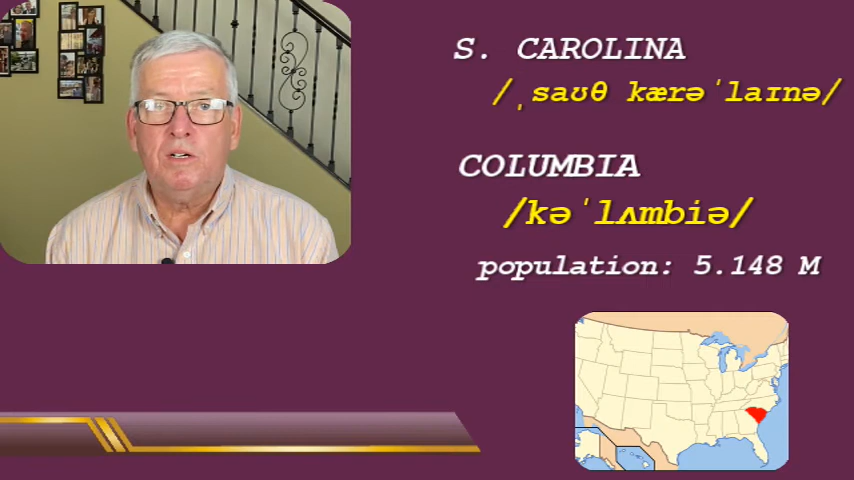 S. CAROLINA
/ˌsaʊθ kærəˈlaɪnə/
COLUMBIA
/kəˈlʌmbiə/
population: 5.148 M